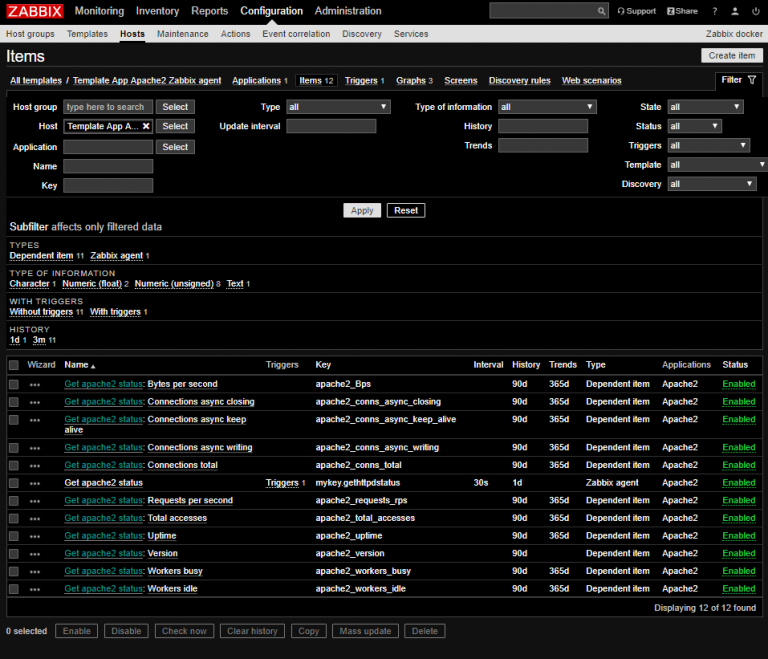 ZABBIX Monitoring Inventory Reports Configuration Administration Support Z Share ?
Host groups Templates Hosts Maintenance Actions Event correlation Discovery Services Zabbix docker
Items Create item
All templates / Template App Apache2 Zabbix agent Applications 1 Items 12 Triggers 1 Graphs 3 Screens Discovery rules Web scenarios Filter
Host group type here to search Select Type all Type of information all State all
Host Template App A... Select Update interval History Status all
Application Select Trends Triggers all
Name Template all
Key Discovery all
Apply Reset
Subfilter affects only filtered data
TYPES
Dependent item 11 Zabbix agent 1
TYPE OF INFORMATION
Character 1 Numeric (float) 2 Numeric (unsigned) 8 Text 1
WITH TRIGGERS
Without triggers 11 With triggers 1
HISTORY
1d 1 3m 11
Wizard Name Triggers Key Interval History Trends Type Applications Status
Get apache2 status: Bytes per second apache2_Bps 90d 365d Dependent item Apache2 Enabled
Get apache2 status: Connections async closing apache2_conns_async_closing 90d 365d Dependent item Apache2 Enabled
Get apache2 status: Connections async keep apache2_conns_async_keep_alive 90d 365d Dependent item Apache2 Enabled
alive
Get apache2 status: Connections async writing apache2_conns_async_writing 90d 365d Dependent item Apache2 Enabled
Get apache2 status: Connections total apache2_conns_total 90d 365d Dependent item Apache2 Enabled
Get apache2 status Triggers 1 mykey.gethttpdstatus 30s 1d Zabbix agent Apache2 Enabled
Get apache2 status: Requests per second apache2_requests_rps 90d 365d Dependent item Apache2 Enabled
Get apache2 status: Total accesses apache2_total_accesses 90d 365d Dependent item Apache2 Enabled
Get apache2 status: Uptime apache2_uptime 90d 365d Dependent item Apache2 Enabled
Get apache2 status: Version apache2_version 90d Dependent item Apache2 Enabled
Get apache2 status: Workers busy apache2_workers_busy 90d 365d Dependent item Apache2 Enabled
Get apache2 status: Workers idle apache2_workers_idle 90d 365d Dependent item Apache2 Enabled
Displaying 12 of 12 found
0 selected Enable Disable Check now Clear history Copy Mass update Delete